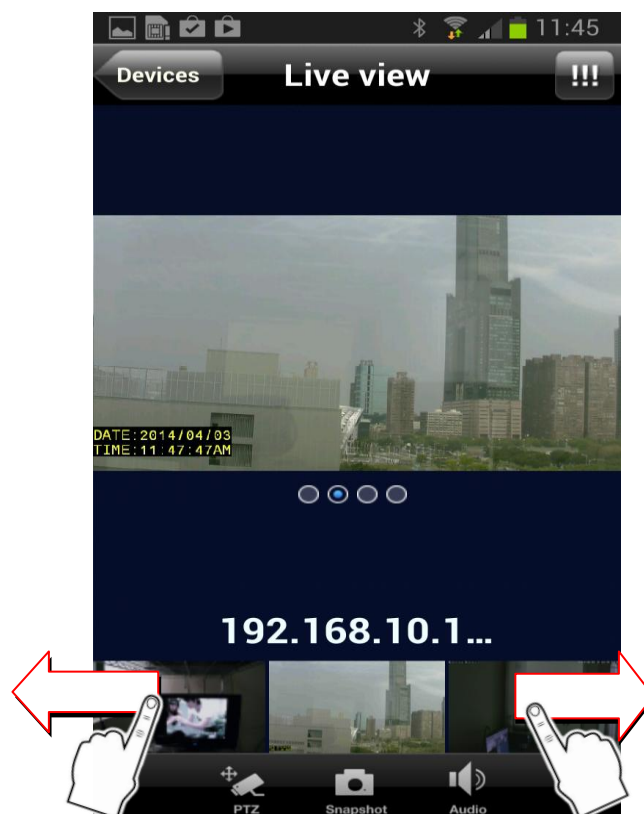 11:45
Devices
Live view
!!!
DATE:2014/04/03
TIME:11:47:47AM
192.168.10.1...
PTZ
Snapshot
Audio